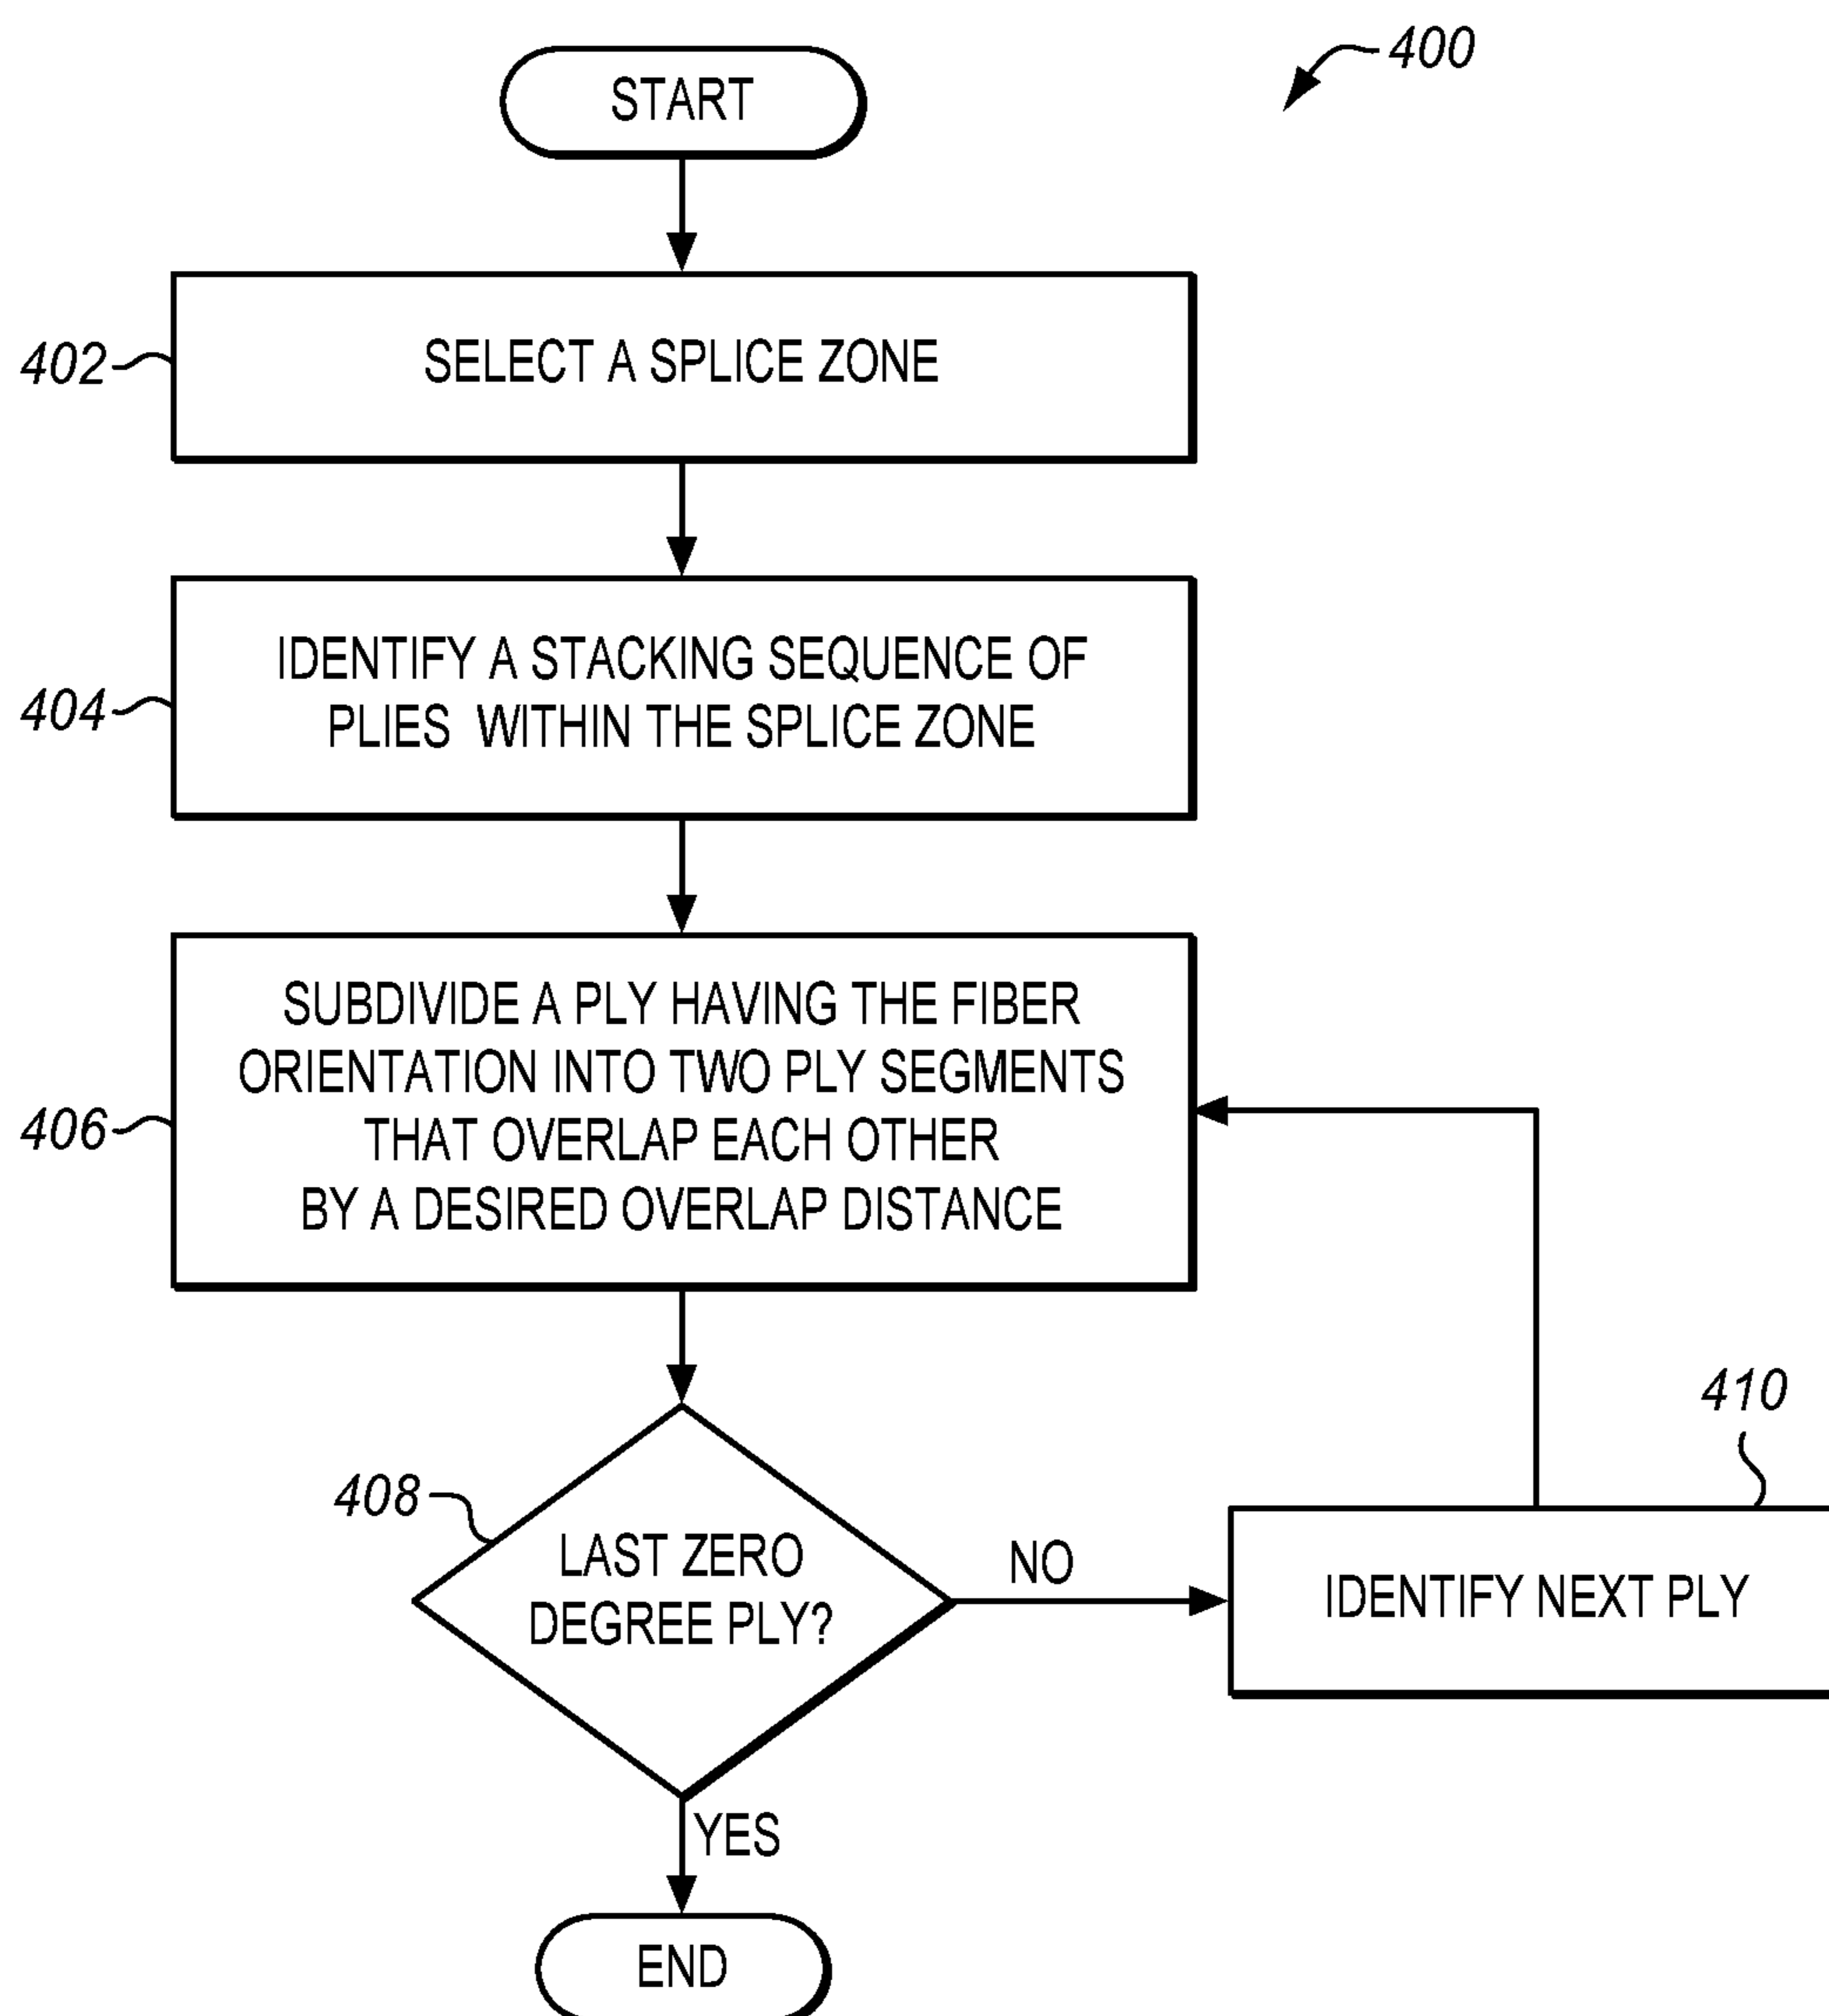 400
START
402
SELECT A SPLICE ZONE
404
IDENTIFY A STACKING SEQUENCE OF
PLIES WITHIN THE SPLICE ZONE
406
SUBDIVIDE A PLY HAVING THE FIBER
ORIENTATION INTO TWO PLY SEGMENTS
THAT OVERLAP EACH OTHER
BY A DESIRED OVERLAP DISTANCE
408
LAST ZERO
DEGREE PLY?
NO
410
IDENTIFY NEXT PLY
YES
END